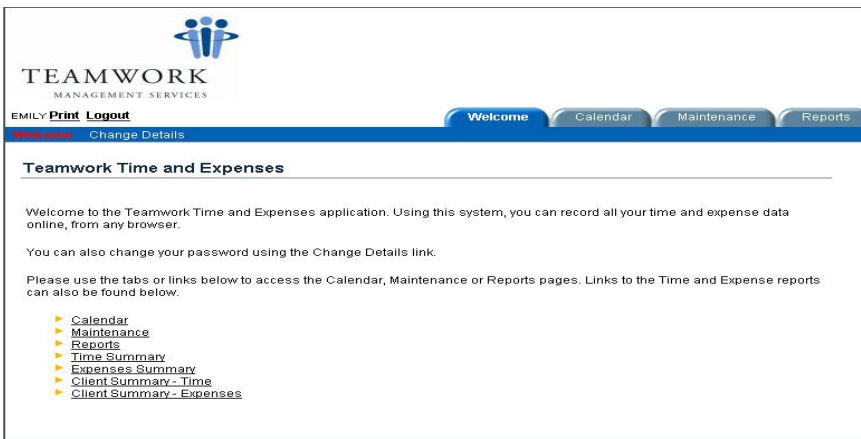 TEAMWORK
MANAGEMENT SERVICES
EMILY Print Logout
Welcome Calendar Maintenance Reports
Welcome Change Details
Teamwork Time and Expenses
Welcome to the Teamwork Time and Expenses application. Using this system, you can record all your time and expense data
online, from any browser.
You can also change your password using the Change Details link.
Please use the tabs or links below to access the Calendar, Maintenance or Reports pages. Links to the Time and Expense reports
can also be found below.
Calendar
Maintenance
Reports
Time Summary
Expenses Summary
Client Summary - Time
Client Summary - Expenses